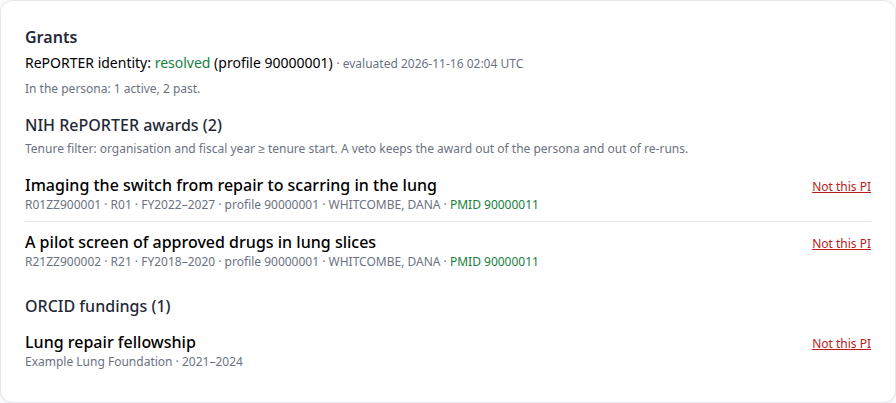 Grants
RePORTER identity: resolved (profile 90000001) · evaluated 2026-11-16 02:04 UTC
In the persona: 1 active, 2 past.
NIH RePORTER awards (2)
Tenure filter: organisation and fiscal year ≥ tenure start. A veto keeps the award out of the persona and out of re-runs.
Imaging the switch from repair to scarring in the lung
Not this PI
R01ZZ900001 · R01 · FY2022–2027 · profile 90000001 · WHITCOMBE, DANA · PMID 90000011
A pilot screen of approved drugs in lung slices
Not this PI
R21ZZ900002 · R21 · FY2018–2020 · profile 90000001 · WHITCOMBE, DANA · PMID 90000011
ORCID fundings (1)
Lung repair fellowship
Not this PI
Example Lung Foundation · 2021–2024